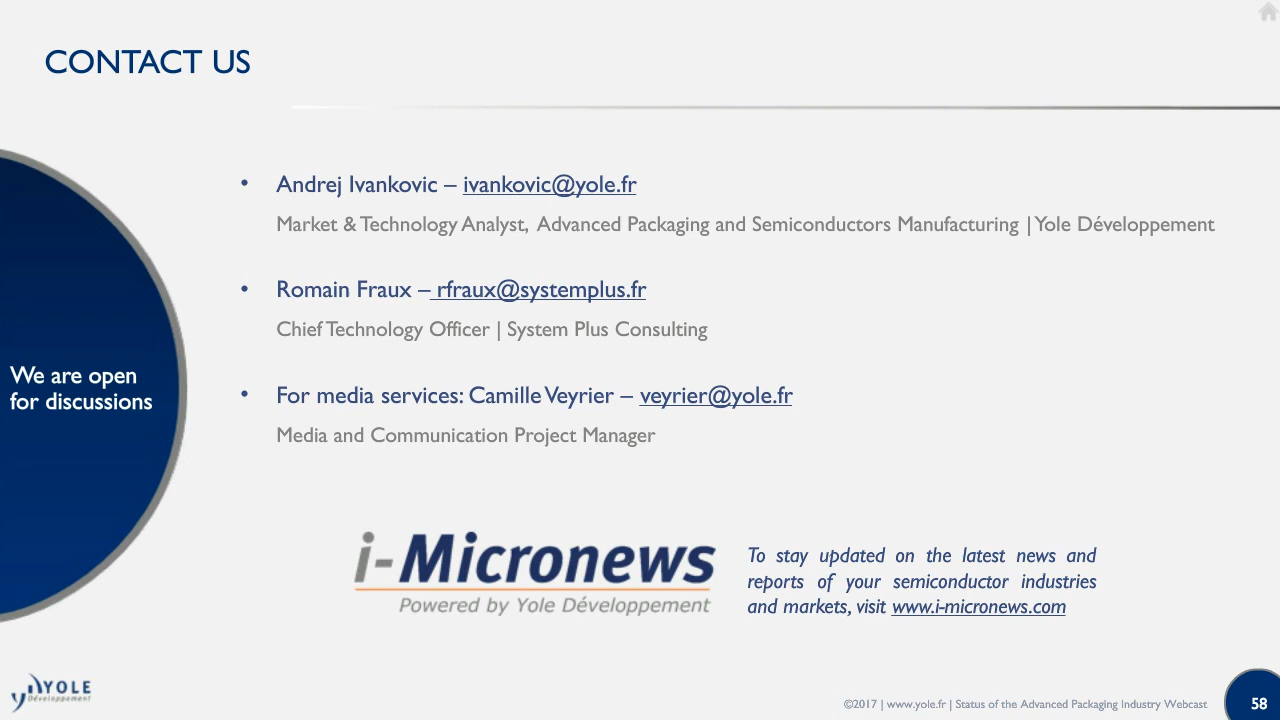 CONTACT US
• Andrej Ivankovic – ivankovic@yole.fr
Market & Technology Analyst, Advanced Packaging and Semiconductors Manufacturing | Yole Développement
• Romain Fraux – rfraux@systemplus.fr
Chief Technology Officer | System Plus Consulting
We are open
for discussions
• For media services: Camille Veyrier – veyrier@yole.fr
Media and Communication Project Manager
i-Micronews
Powered by Yole Développement
To stay updated on the latest news and
reports of your semiconductor industries
and markets, visit www.i-micronews.com
YOLE
Développement
©2017 | www.yole.fr | Status of the Advanced Packaging Industry Webcast
58